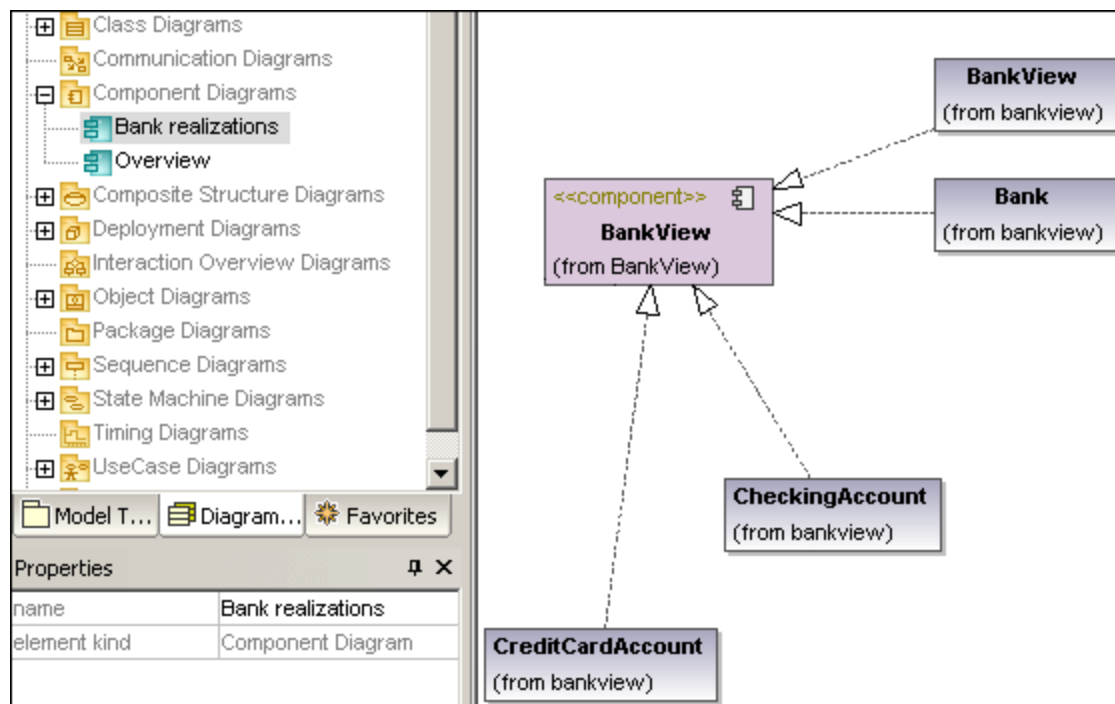 Class Diagrams
Communication Diagrams
Component Diagrams
Bank realizations
Overview
Composite Structure Diagrams
Deployment Diagrams
Interaction Overview Diagrams
Object Diagrams
Package Diagrams
Sequence Diagrams
State Machine Diagrams
Timing Diagrams
UseCase Diagrams
Model T...
Diagram...
Favorites
Properties
name
Bank realizations
element kind
Component Diagram
BankView
(from bankview)
<<component>>
BankView
(from BankView)
Bank
(from bankview)
CheckingAccount
(from bankview)
CreditCardAccount
(from bankview)